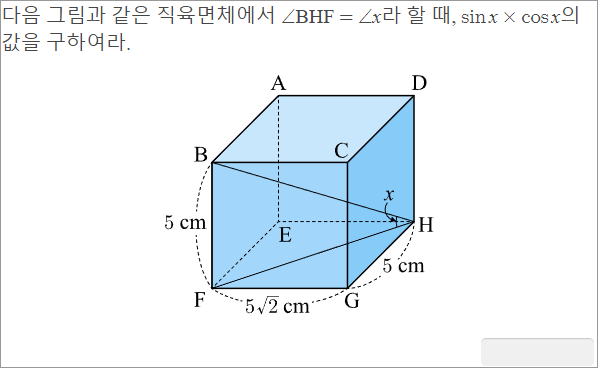 다음 그림과 같은 직육면체에서 ∠BHF = ∠x라 할 때, sin x × cos x의
값을 구하여라.
A
D
B
C
x
5 cm
E
H
5 cm
F
5√2 cm
G